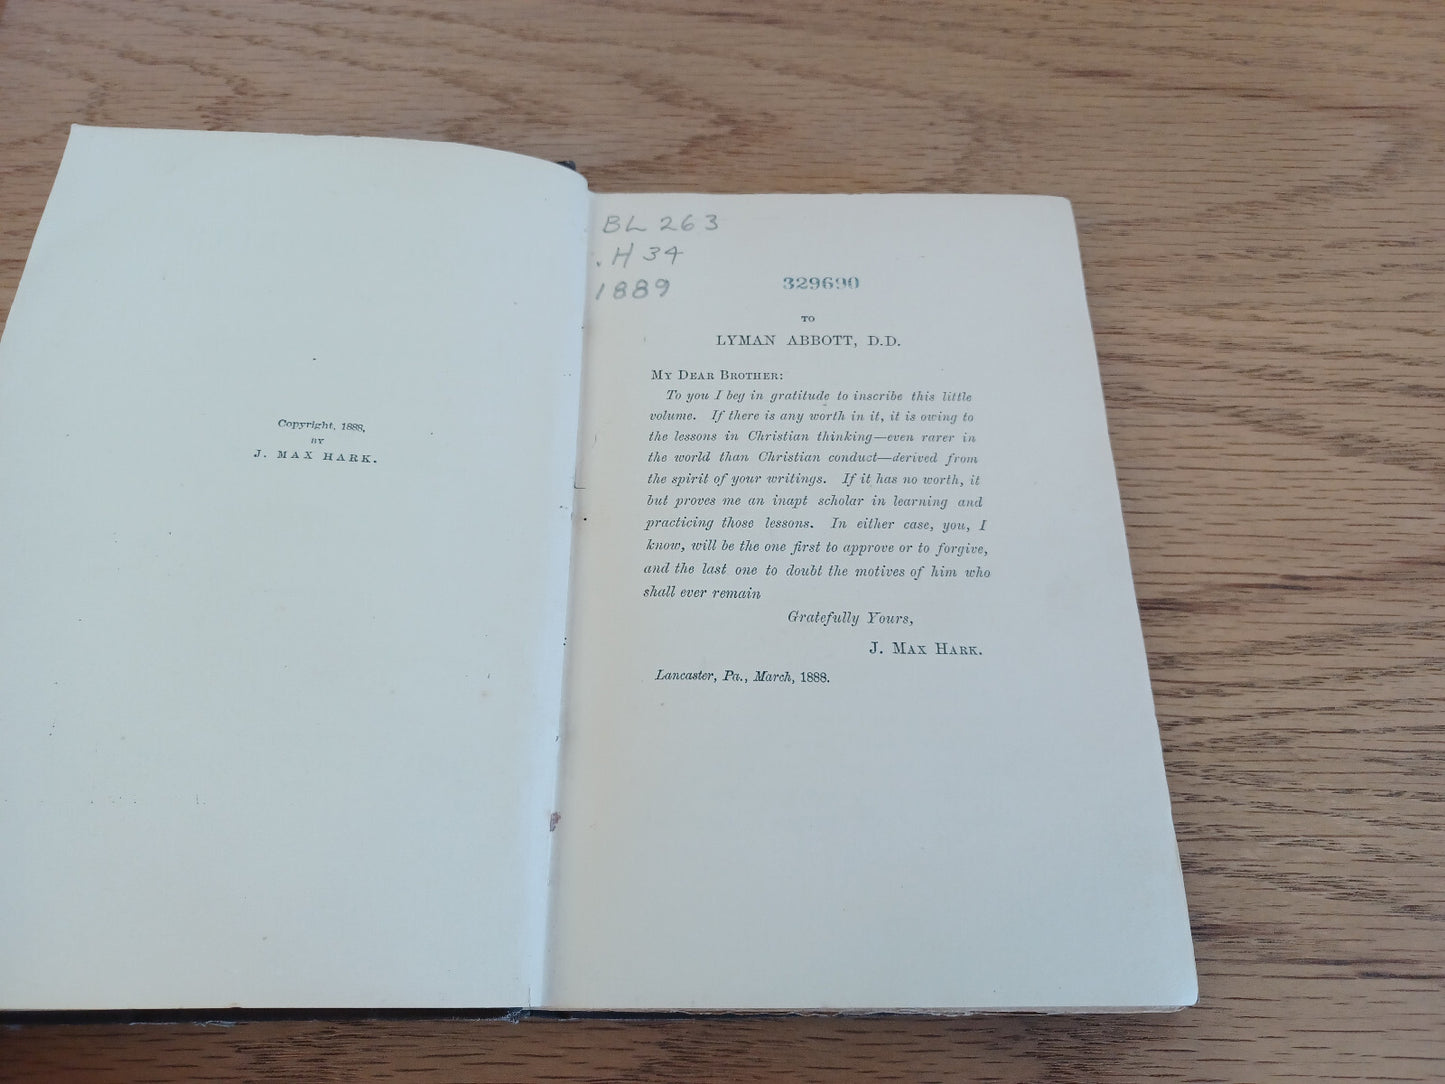 Copyright, 1888,
BY
J. MAX HARK.
BL 263
.H34
1889
329690
TO
LYMAN ABBOTT, D.D.
MY DEAR BROTHER:
To you I beg in gratitude to inscribe this little
volume. If there is any worth in it, it is owing to
the lessons in Christian thinking—even rarer in
the world than Christian conduct—derived from
the spirit of your writings. If it has no worth, it
but proves me an inapt scholar in learning and
practicing those lessons. In either case, you, I
know, will be the one first to approve or to forgive,
and the last one to doubt the motives of him who
shall ever remain
Gratefully Yours,
J. MAX HARK.
Lancaster, Pa., March, 1888.